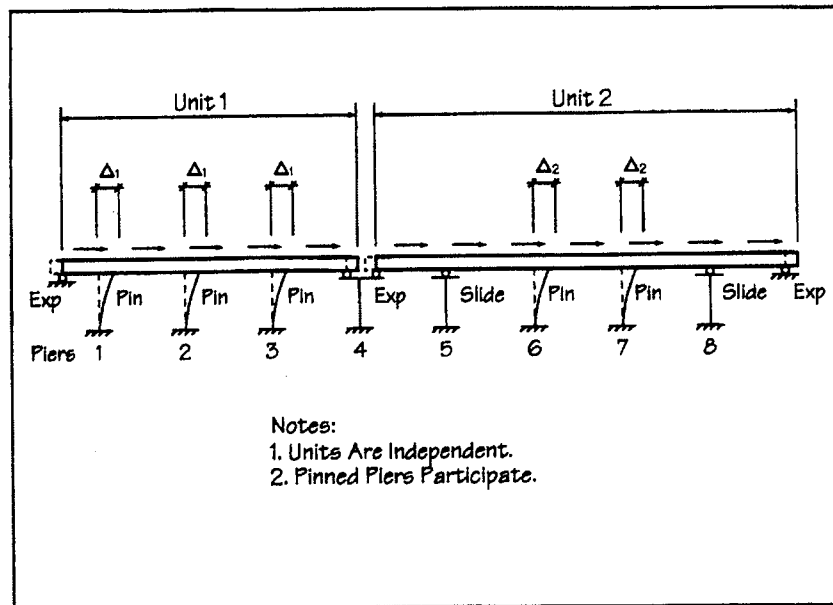 Unit 1 Unit 2
Δ1 Δ1 Δ1 Δ2 Δ2
Exp Pin Pin Pin Exp Slide Pin Pin Slide Exp
Piers 1 2 3 4 5 6 7 8
Notes:
1. Units Are Independent.
2. Pinned Piers Participate.